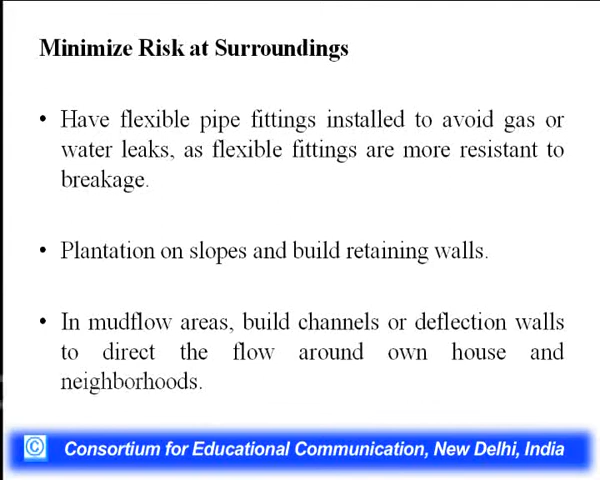 Minimize Risk at Surroundings
• Have flexible pipe fittings installed to avoid gas or
water leaks, as flexible fittings are more resistant to
breakage.
• Plantation on slopes and build retaining walls.
• In mudflow areas, build channels or deflection walls
to direct the flow around own house and
neighborhoods.
© Consortium for Educational Communication, New Delhi, India